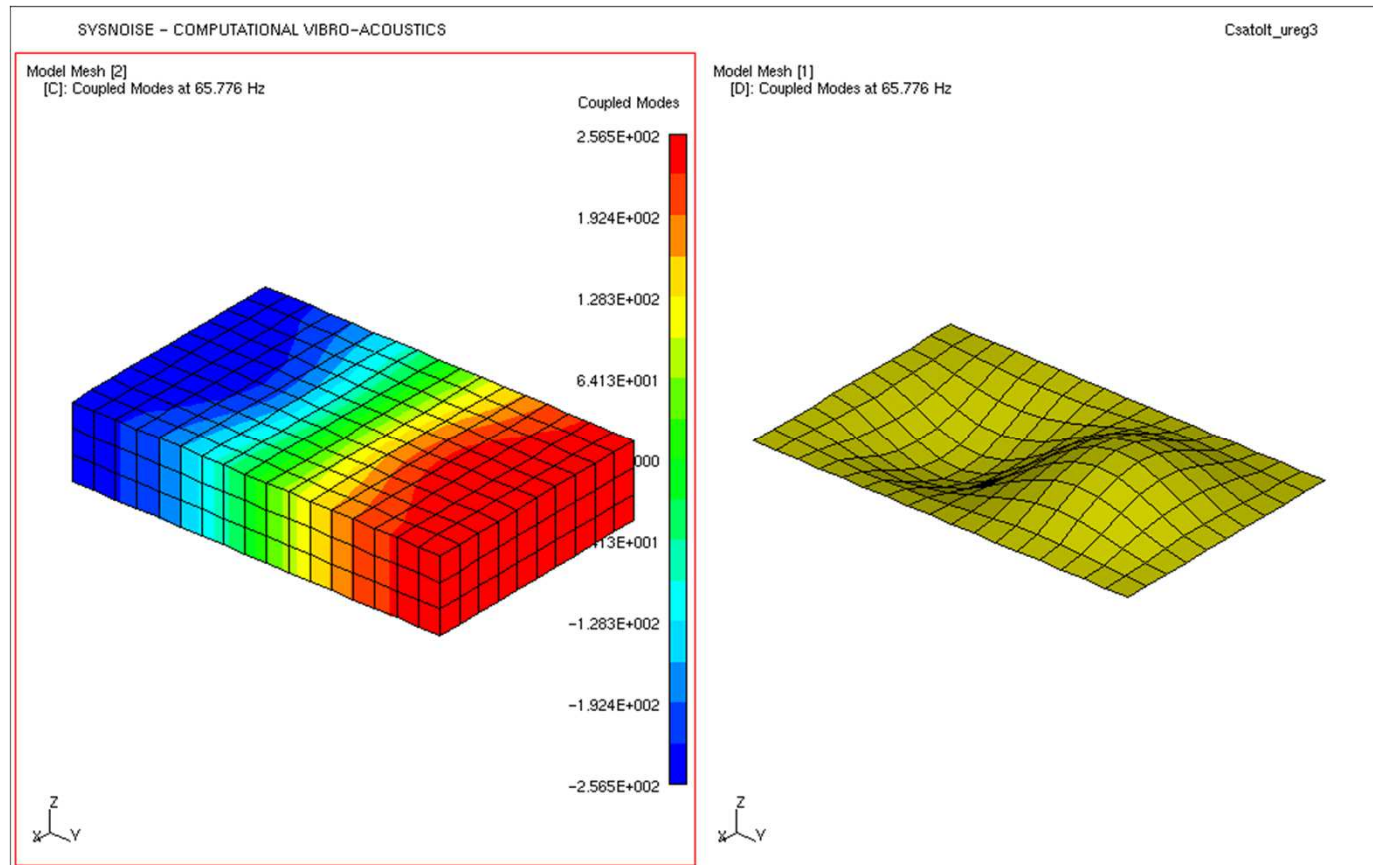 SYSNOISE - COMPUTATIONAL VIBRO-ACOUSTICS
Csatolt_ureg3
Model Mesh [2]
[C]: Coupled Modes at 65.776 Hz
Coupled Modes
2.565E+002
1.924E+002
1.283E+002
6.413E+001
000
413E+001
-1.283E+002
-1.924E+002
-2.565E+002
Z
X
Y
Model Mesh [1]
[D]: Coupled Modes at 65.776 Hz
Z
X
Y